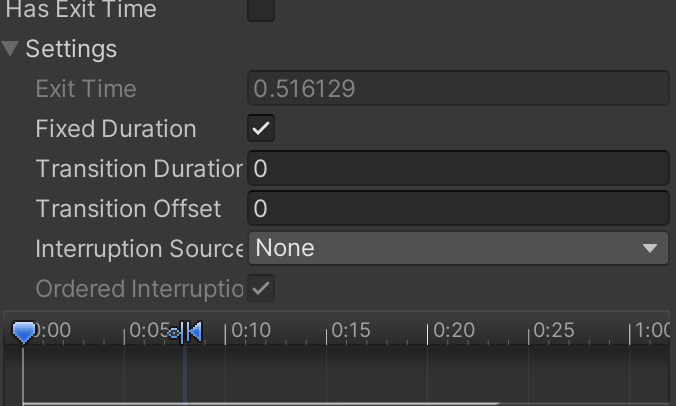 Has Exit Time
Settings
Exit Time 0.516129
Fixed Duration
Transition Duration 0
Transition Offset 0
Interruption Source None
Ordered Interruptio
0:00 0:05 0:10 0:15 0:20 0:25 1:00